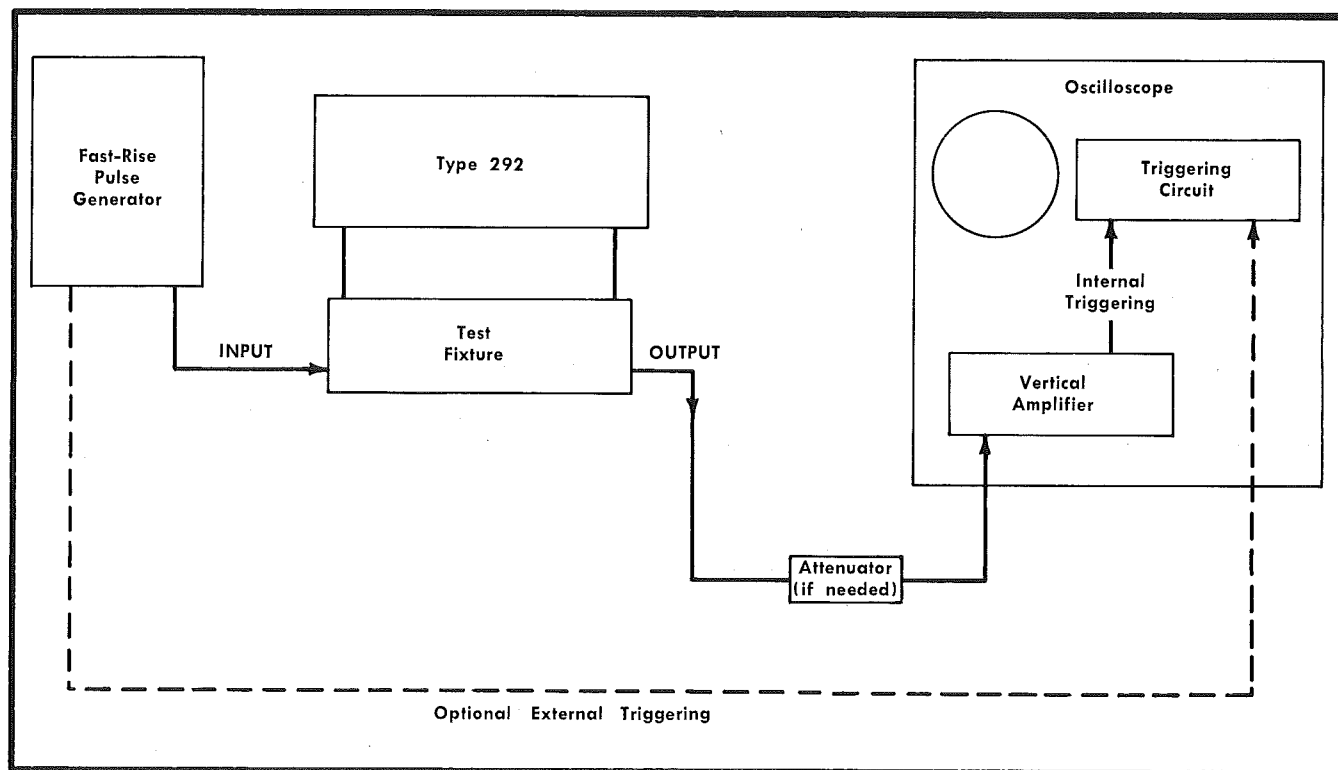 Fast-Rise
Pulse
Generator
Type 292
Oscilloscope
Triggering
Circuit
Internal
Triggering
Test
Fixture
INPUT
OUTPUT
Vertical
Amplifier
Attenuator
(if needed)
Optional External Triggering